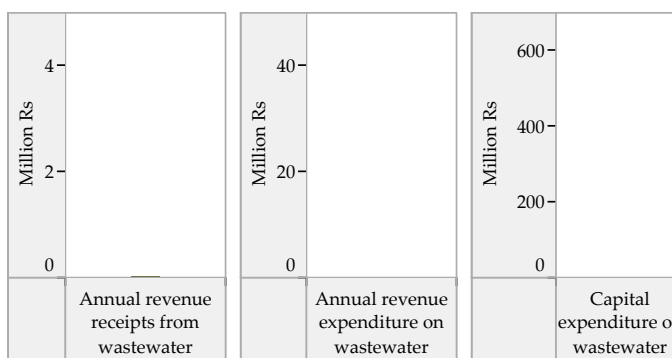 4
2
0
Million Rs
Annual revenue
receipts from
wastewater
40
20
0
Million Rs
Annual revenue
expenditure on
wastewater
600
400
200
0
Million Rs
Capital
expenditure o
wastewater